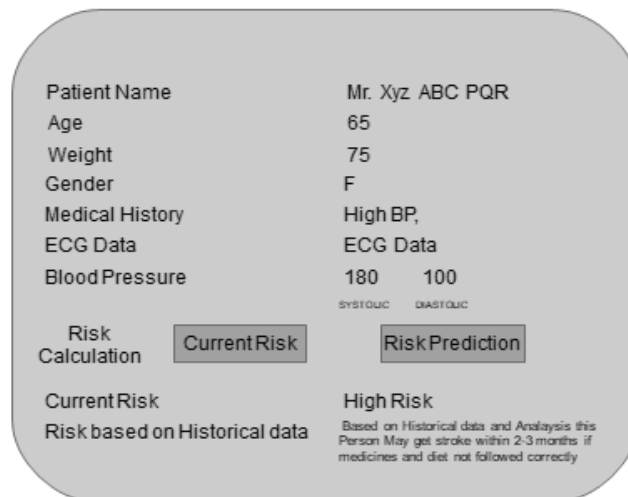 Patient Name Mr. Xyz ABC PQR
Age 65
Weight 75
Gender F
Medical History High BP,
ECG Data ECG Data
Blood Pressure 180 100
SYSTOLIC DIASTOLIC
Risk Calculation Current Risk Risk Prediction
Current Risk High Risk
Risk based on Historical data
Based on Historical data and Analaysis this
Person May get stroke within 2-3 months if
medicines and diet not followed correctly